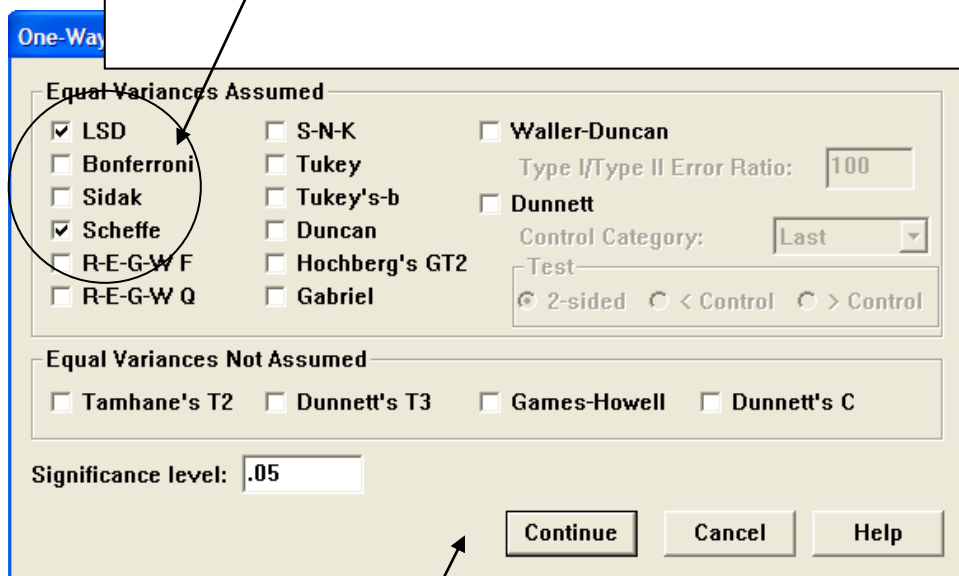 One-Way
Equal Variances Assumed
LSD S-N-K Waller-Duncan
Bonferroni Tukey Type I/Type II Error Ratio: 100
Sidak Tukey's-b Dunnett
Scheffe Duncan Control Category: Last
R-E-G-W F Hochberg's GT2 Test
R-E-G-W Q Gabriel 2-sided < Control > Control
Equal Variances Not Assumed
Tamhane's T2 Dunnett's T3 Games-Howell Dunnett's C
Significance level: .05
Continue Cancel Help